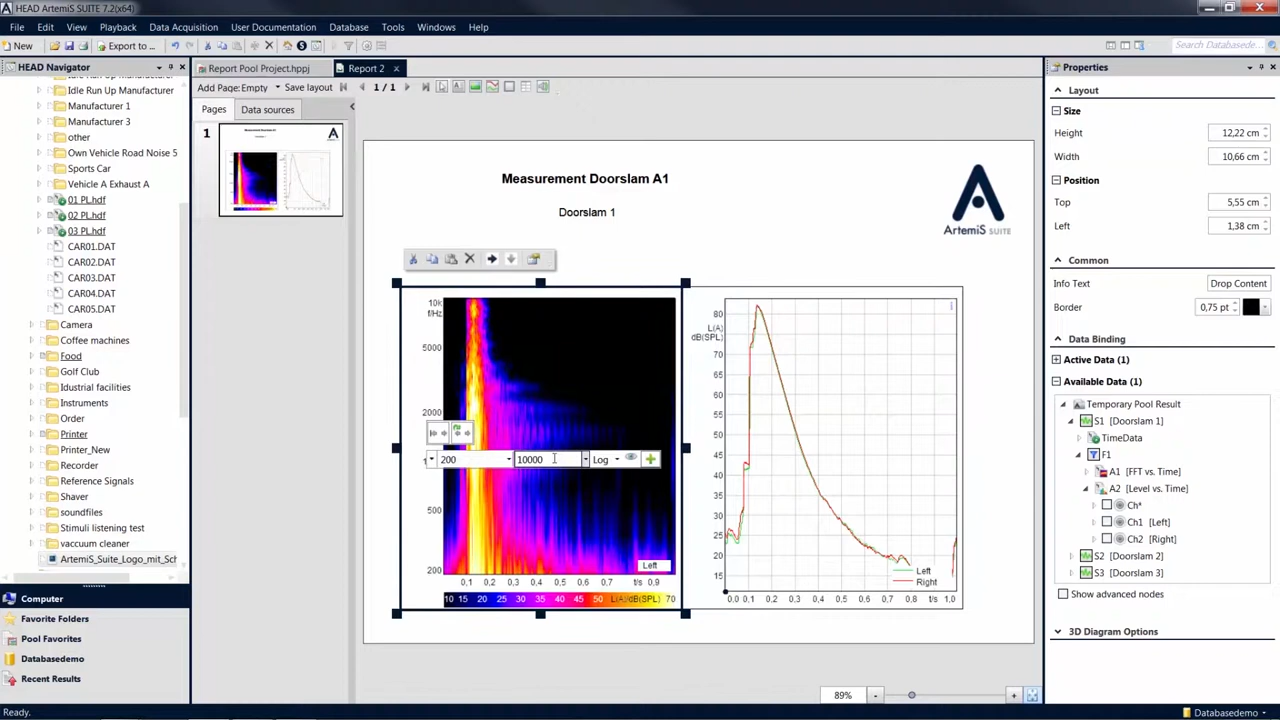 HEAD ArtemiS SUITE 7.2(x64)
File Edit View Playback Data Acquisition User Documentation Database Tools Windows Help
New Export to ... Search Databasede...
HEAD Navigator
Idle Run Up Manufacturer
Manufacturer 1
Manufacturer 3
other
Own Vehicle Road Noise 5
Sports Car
Vehicle A Exhaust A
01 PL.hdf
02 PL.hdf
03 PL.hdf
CAR01.DAT
CAR02.DAT
CAR03.DAT
CAR04.DAT
CAR05.DAT
Camera
Coffee machines
Food
Golf Club
Idustrial facilities
Instruments
Order
Printer
Printer_New
Recorder
Reference Signals
Shaver
soundfiles
Stimuli listening test
vaccuum cleaner
ArtemiS_Suite_Logo_mit_Sch
Computer
Favorite Folders
Pool Favorites
Databasedemo
Recent Results
Report Pool Project.hppj Report 2
Add Page: Empty Save layout 1 / 1
Pages Data sources
1
Measurement Doorslam A1
Doorslam 1
ArtemiS SUITE
10k
f/Hz
5000
2000
200 10000 Log
500
200
Left
0,1 0,2 0,3 0,4 0,5 0,6 0,7 t/s 0,9
10 15 20 25 30 35 40 45 50 L(A)/dB(SPL) 70
80
L(A)
dB(SPL)
70
65
60
55
50
45
40
35
30
25
20
15
Left
Right
0,0 0,1 0,2 0,3 0,4 0,5 0,6 0,7 0,8 t/s 1,0
89%
Properties
Layout
Size
Height 12,22 cm
Width 10,66 cm
Position
Top 5,55 cm
Left 1,38 cm
Common
Info Text Drop Content
Border 0,75 pt
Data Binding
Active Data (1)
Available Data (1)
Temporary Pool Result
S1 [Doorslam 1]
TimeData
F1
A1 [FFT vs. Time]
A2 [Level vs. Time]
Ch*
Ch1 [Left]
Ch2 [Right]
S2 [Doorslam 2]
S3 [Doorslam 3]
Show advanced nodes
3D Diagram Options
Ready. Databasedemo